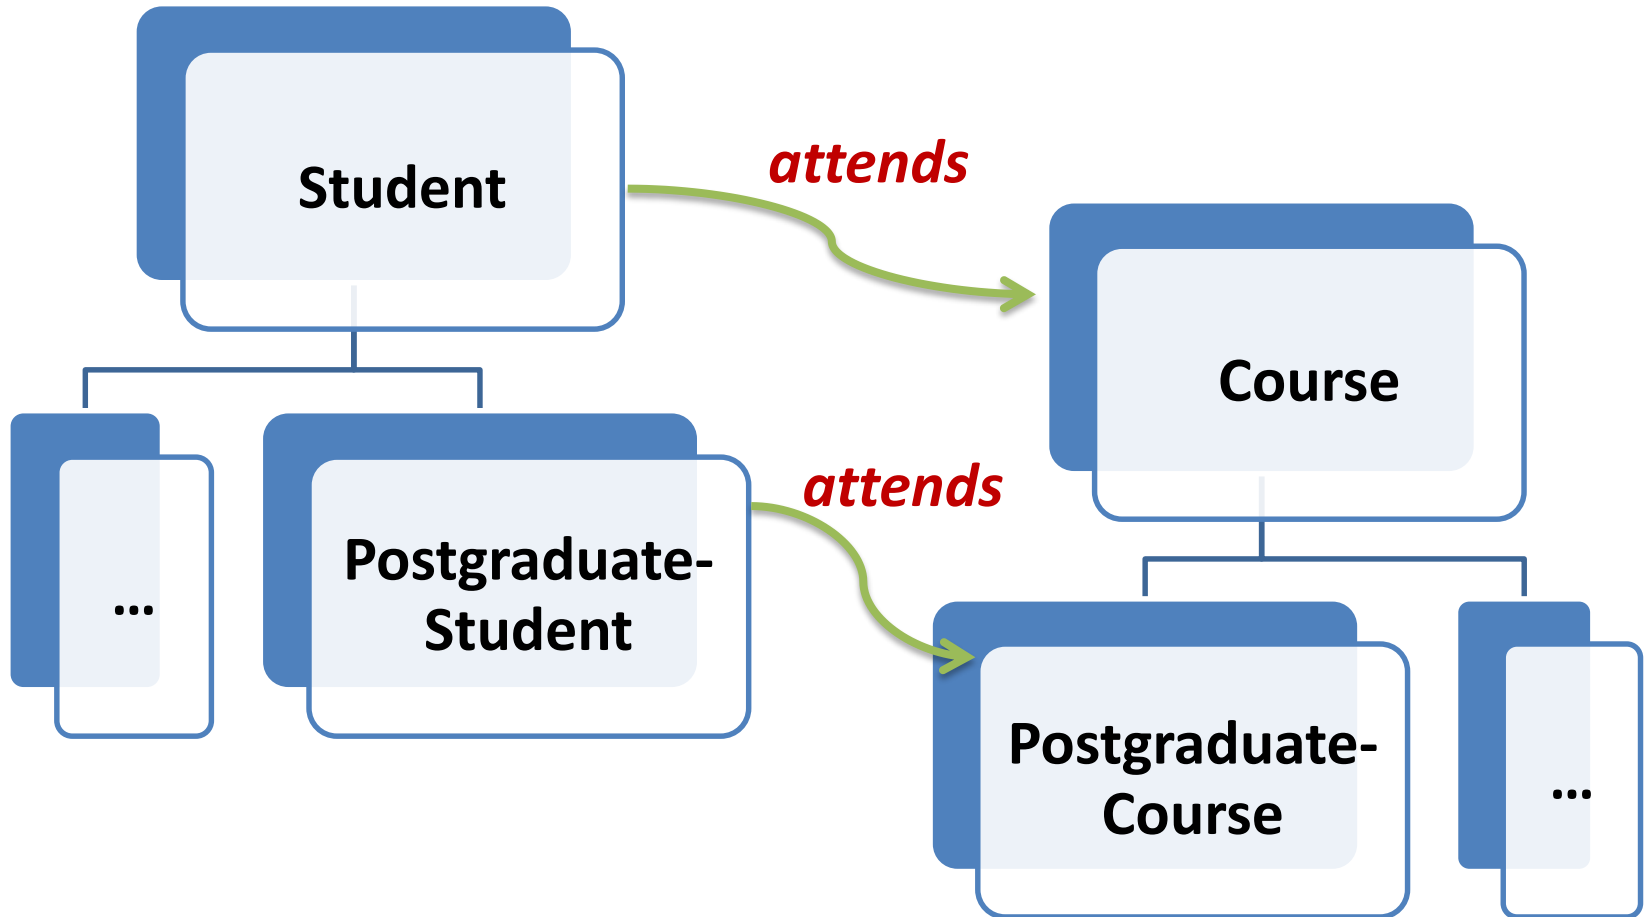 Student
attends
Course
...
Postgraduate-
Student
attends
Postgraduate-
Course
...